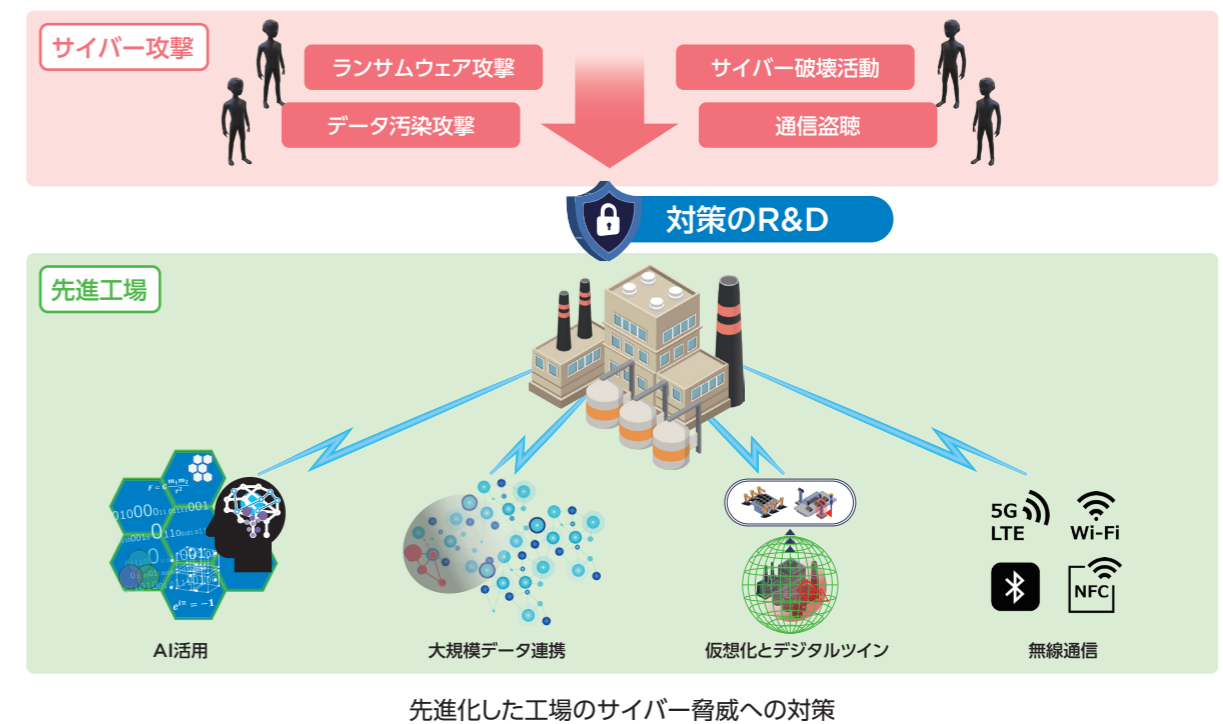 サイバー攻撃
ランサムウェア攻撃
サイバー破壊活動
データ汚染攻撃
通信盗聴
対策のR&D
先進工場
5G
LTE
Wi-Fi
NFC
AI活用
大規模データ連携
仮想化とデジタルツイン
無線通信
先進化した工場のサイバー脅威への対策